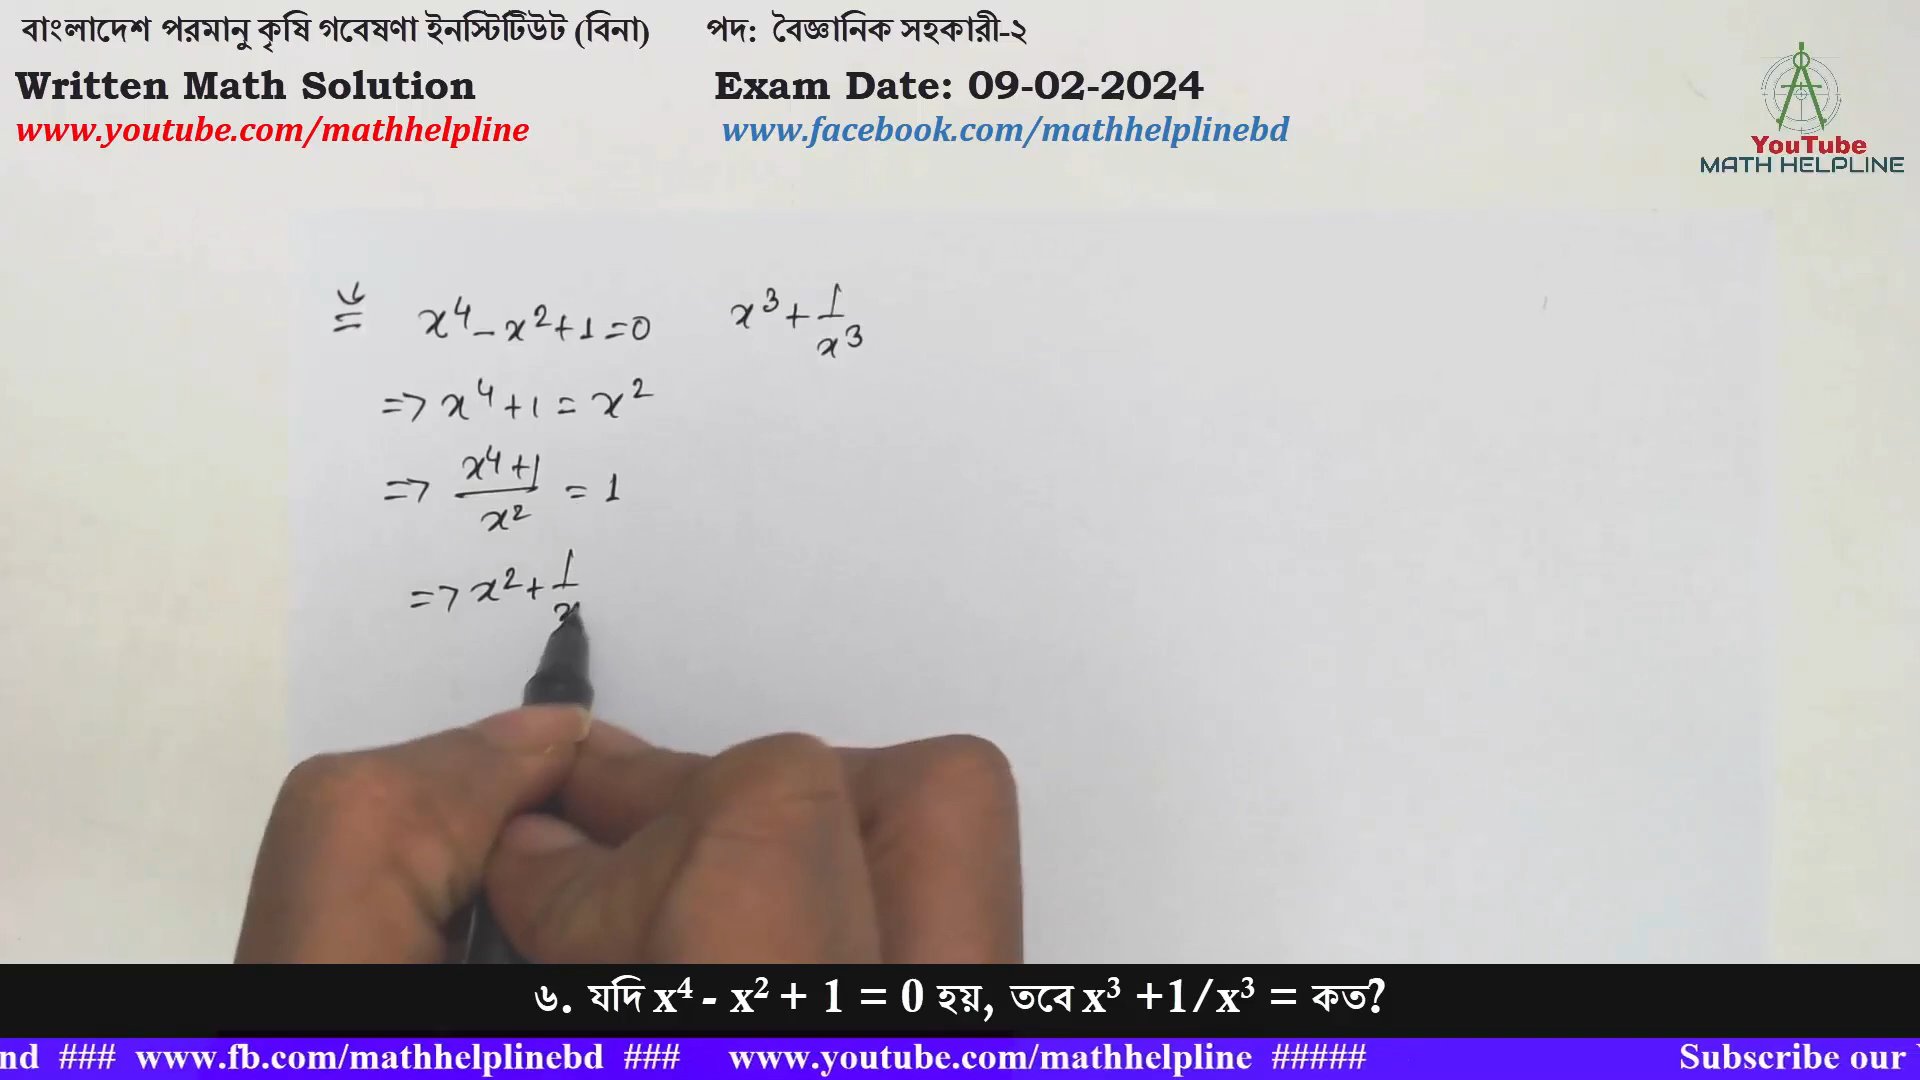 বাংলাদেশ পরমানু কৃষি গবেষণা ইনস্টিটিউট (বিনা) পদ: বৈজ্ঞানিক সহকারী-২
Written Math Solution Exam Date: 09-02-2024
www.youtube.com/mathhelpline www.facebook.com/mathhelplinebd
YouTube
MATH HELPLINE
৬ x⁴ - x² + 1 = 0 x³ + 1/x³
=> x⁴ + 1 = x²
=> (x⁴ + 1)/x² = 1
=> x² + 1/x
৬. যদি x⁴ - x² + 1 = 0 হয়, তবে x³ +1/x³ = কত?
nd ### www.fb.com/mathhelplinebd ### www.youtube.com/mathhelpline ##### Subscribe our